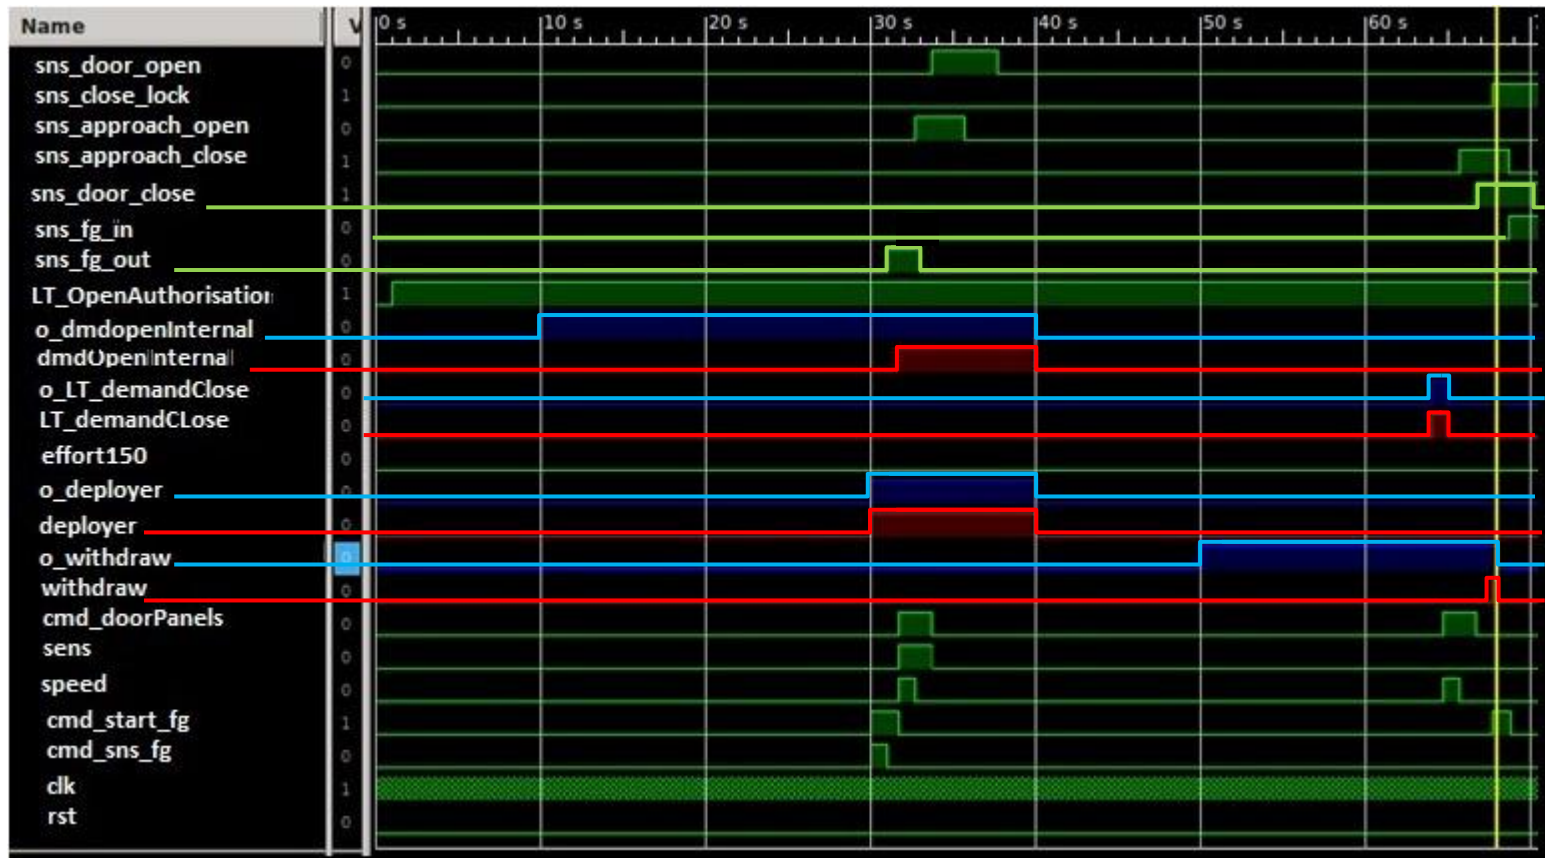 Name V 0 s 10 s 20 s 30 s 40 s 50 s 60 s
sns_door_open 0
sns_close_lock 1
sns_approach_open 0
sns_approach_close 1
sns_door_close 1
sns_fg_in 0
sns_fg_out 0
LT_OpenAuthorisation 1
o_dmdopenInternal 0
dmdOpenInternal 0
o_LT_demandClose 0
LT_demandCLose 0
effort150 0
o_deployer 0
deployer 0
o_withdraw 0
withdraw 0
cmd_doorPanels 0
sens 0
speed 0
cmd_start_fg 1
cmd_sns_fg 0
clk 1
rst 0